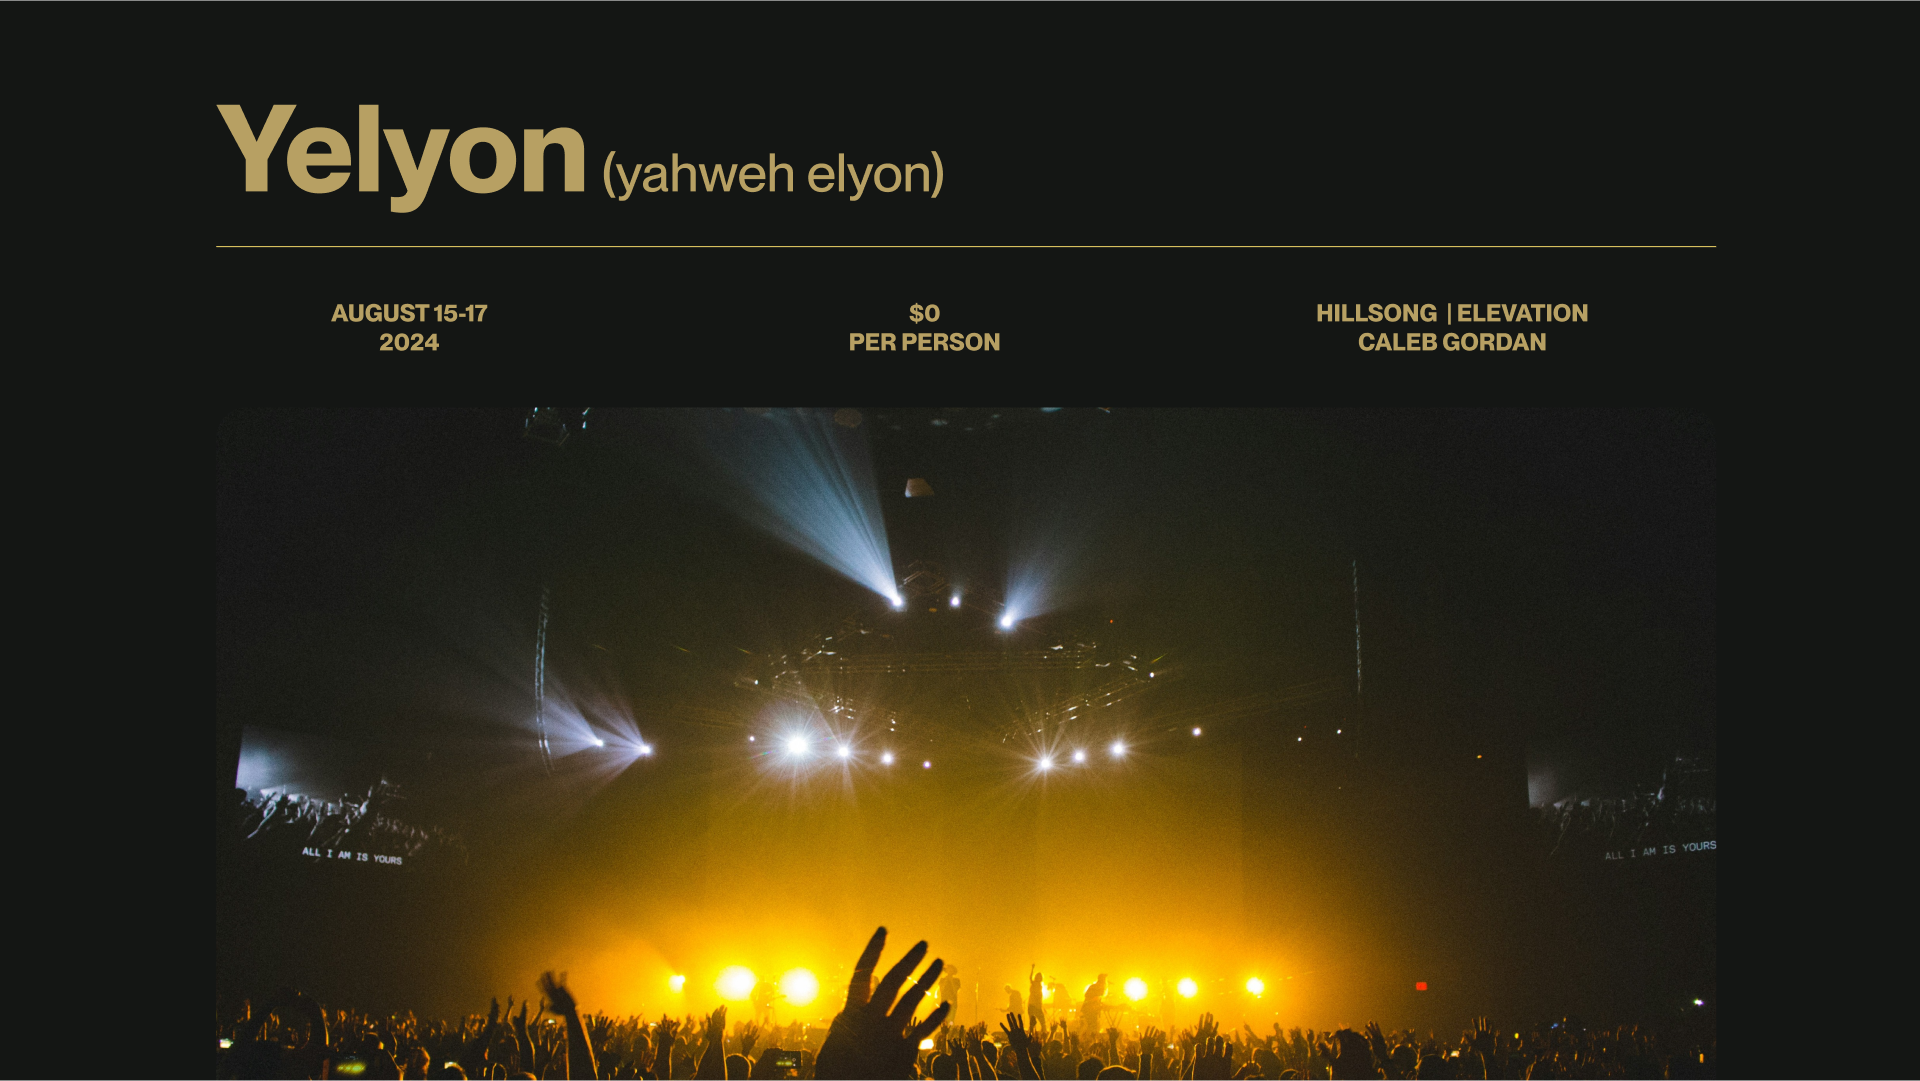 Yelyon (yahweh elyon)
AUGUST 15-17
2024
$0
PER PERSON
HILLSONG | ELEVATION
CALEB GORDAN
ALL I AM IS YOURS
ALL I AM IS YOURS